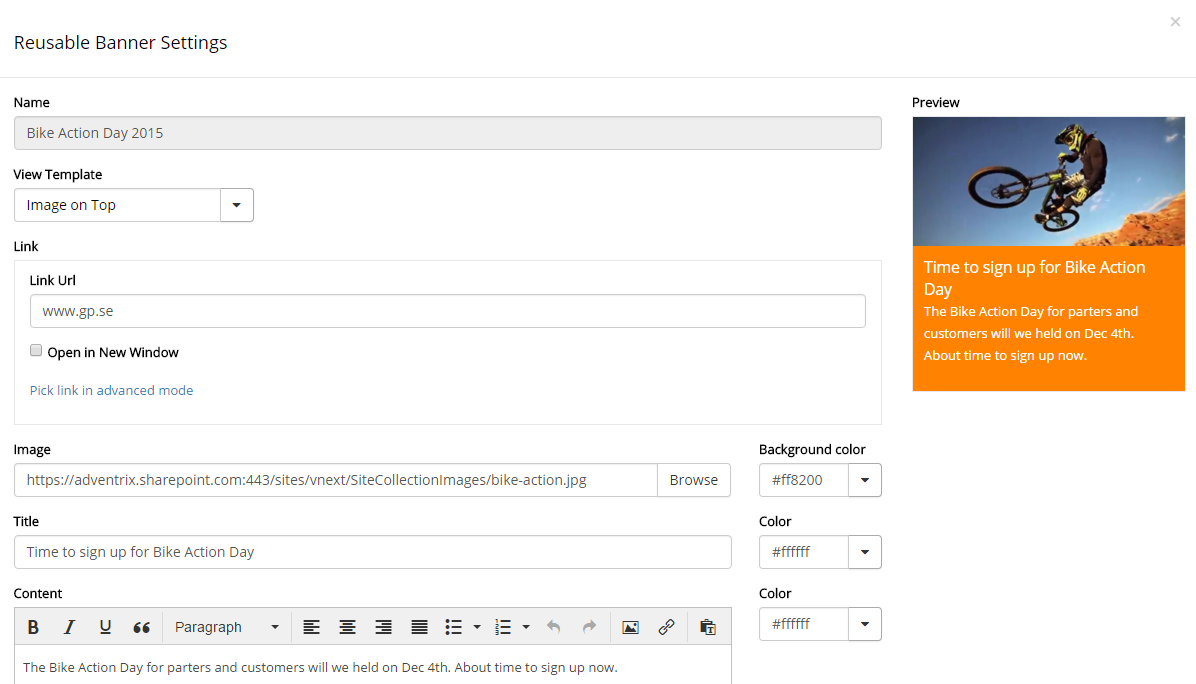 ×
Reusable Banner Settings
Name
Bike Action Day 2015
View Template
Image on Top
Link
Link Url
www.gp.se
Open in New Window
Pick link in advanced mode
Image
https://adventrix.sharepoint.com:443/sites/vnext/SiteCollectionImages/bike-action.jpg
Browse
Background color
#ff8200
Title
Time to sign up for Bike Action Day
Color
#ffffff
Content
B I U Paragraph
The Bike Action Day for parters and customers will we held on Dec 4th. About time to sign up now.
Color
#ffffff
Preview
Time to sign up for Bike Action
Day
The Bike Action Day for parters and
customers will we held on Dec 4th.
About time to sign up now.